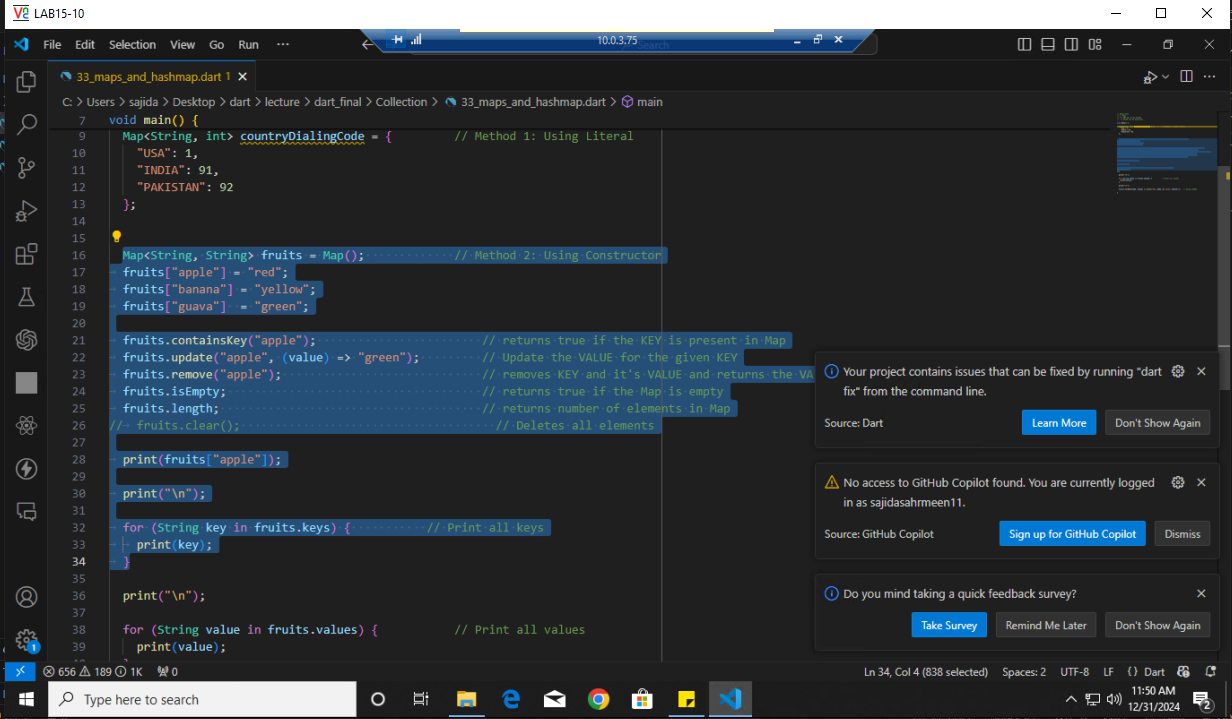 LAB15-10
File Edit Selection View Go Run ···
10.0.3.75
Search
33_maps_and_hashmap.dart 1
C: > Users > sajida > Desktop > dart > lecture > dart_final > Collection > 33_maps_and_hashmap.dart > main
7 void main() {
9 Map<String, int> countryDialingCode = { // Method 1: Using Literal
10 "USA": 1,
11 "INDIA": 91,
12 "PAKISTAN": 92
13 };
14
15
16 Map<String, String> fruits = Map(); // Method 2: Using Constructor
17 fruits["apple"] = "red";
18 fruits["banana"] = "yellow";
19 fruits["guava"] = "green";
20
21 fruits.containsKey("apple"); // returns true if the KEY is present in Map
22 fruits.update("apple", (value) => "green"); // Update the VALUE for the given KEY
23 fruits.remove("apple"); // removes KEY and it's VALUE and returns the VA
24 fruits.isEmpty; // returns true if the Map is empty
25 fruits.length; // returns number of elements in Map
26 // fruits.clear(); // Deletes all elements
27
28 print(fruits["apple"]);
29
30 print("\n");
31
32 for (String key in fruits.keys) { // Print all keys
33 print(key);
34 }
35
36 print("\n");
37
38 for (String value in fruits.values) { // Print all values
39 print(value);
Your project contains issues that can be fixed by running "dart
fix" from the command line.
Source: Dart
Learn More
Don't Show Again
No access to GitHub Copilot found. You are currently logged
in as sajidasahrmeen11.
Source: GitHub Copilot
Sign up for GitHub Copilot
Dismiss
Do you mind taking a quick feedback survey?
Take Survey
Remind Me Later
Don't Show Again
656 189 1K 0
Ln 34, Col 4 (838 selected) Spaces: 2 UTF-8 LF {} Dart
Type here to search
11:50 AM
12/31/2024
2